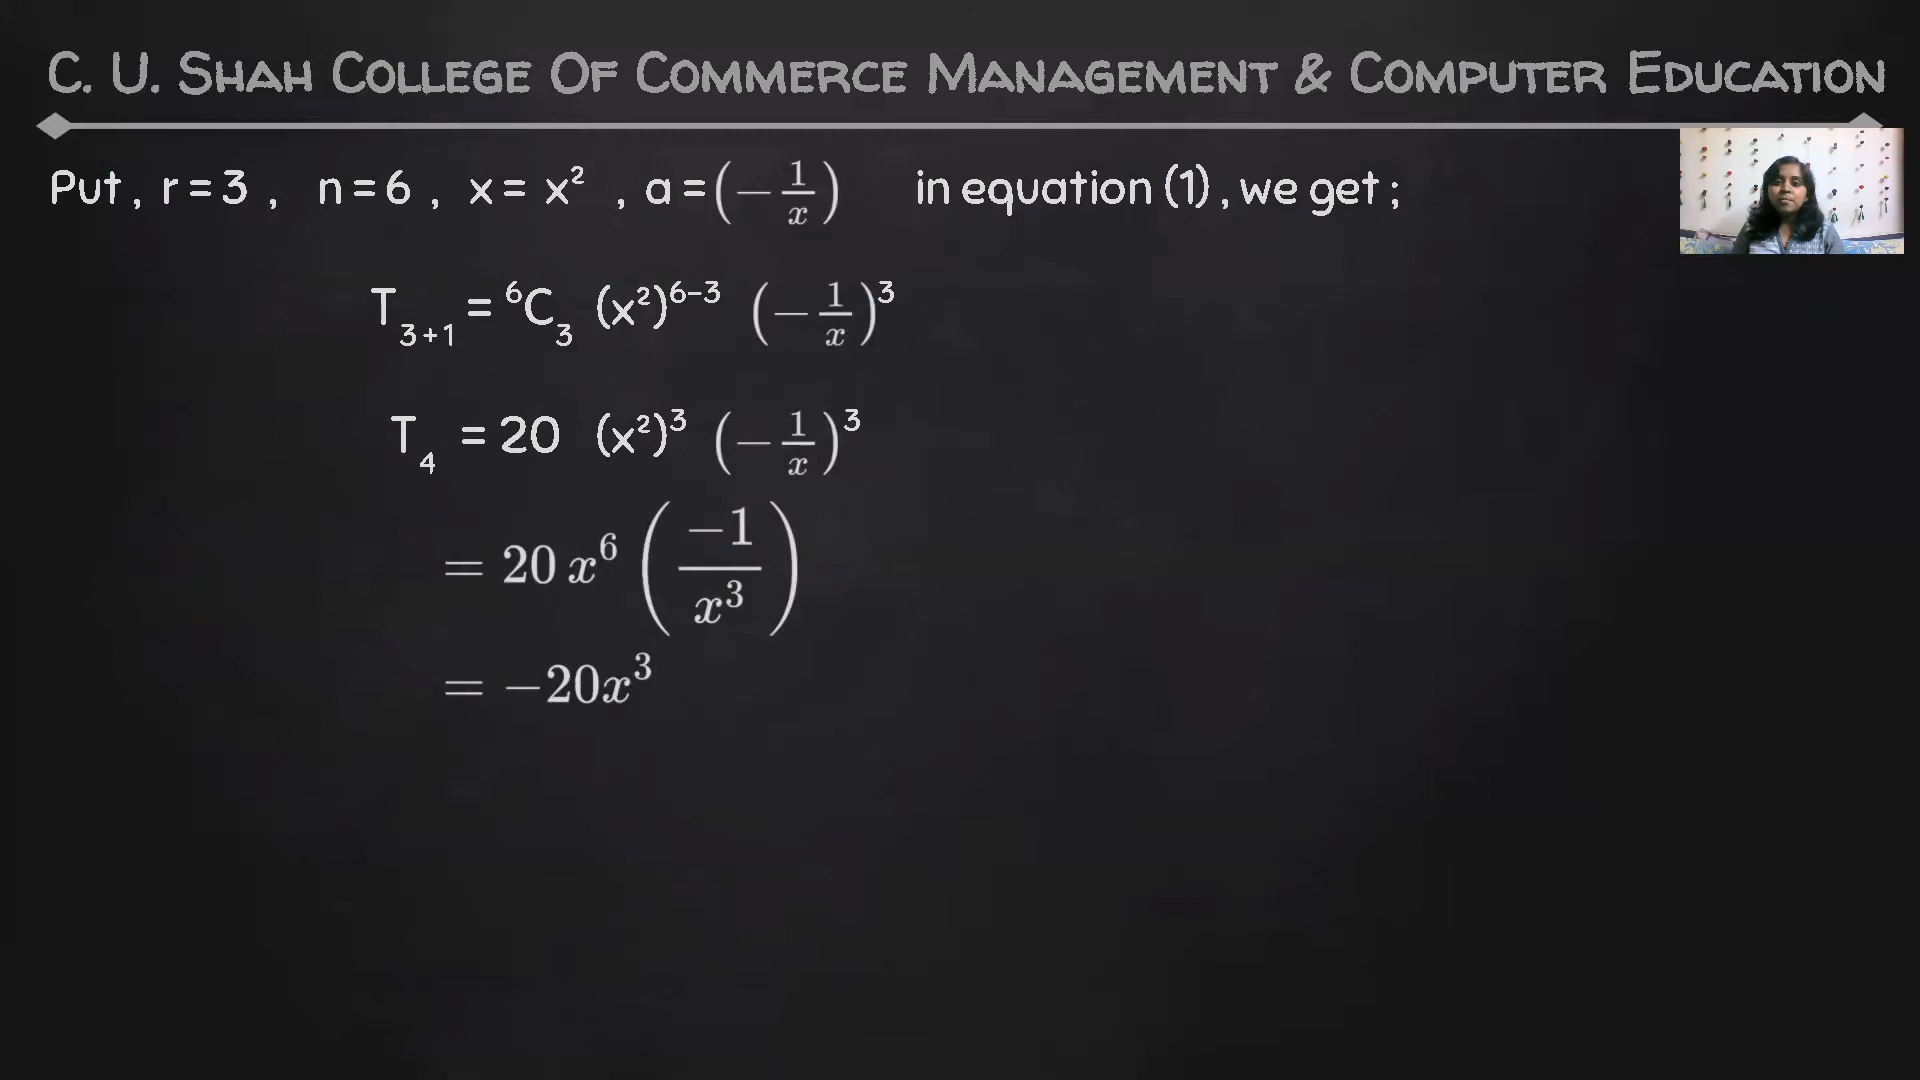 C. U. SHAH COLLEGE OF COMMERCE MANAGEMENT & COMPUTER EDUCATION
Put , r = 3 , n = 6 , x = x² , a = (−1/x) in equation (1) , we get ;
T₃₊₁ = ⁶C₃ (x²)⁶⁻³ (−1/x)³
T₄ = 20 (x²)³ (−1/x)³
= 20 x⁶ (−1/x³)
= −20x³